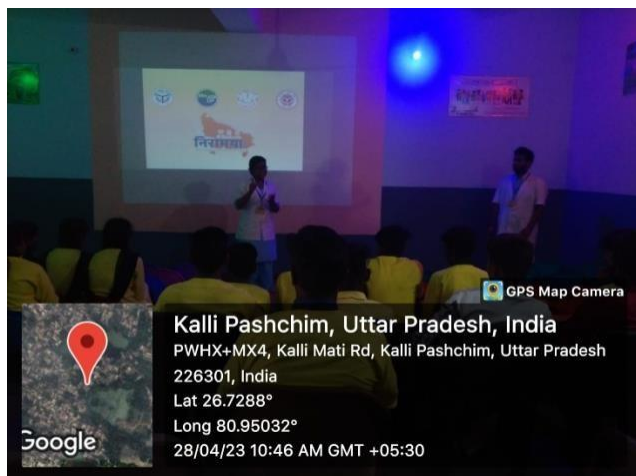 निरामया
GPS Map Camera
Kalli Pashchim, Uttar Pradesh, India
PWHX+MX4, Kalli Mati Rd, Kalli Pashchim, Uttar Pradesh
226301, India
Lat 26.7288°
Long 80.95032°
28/04/23 10:46 AM GMT +05:30
Google